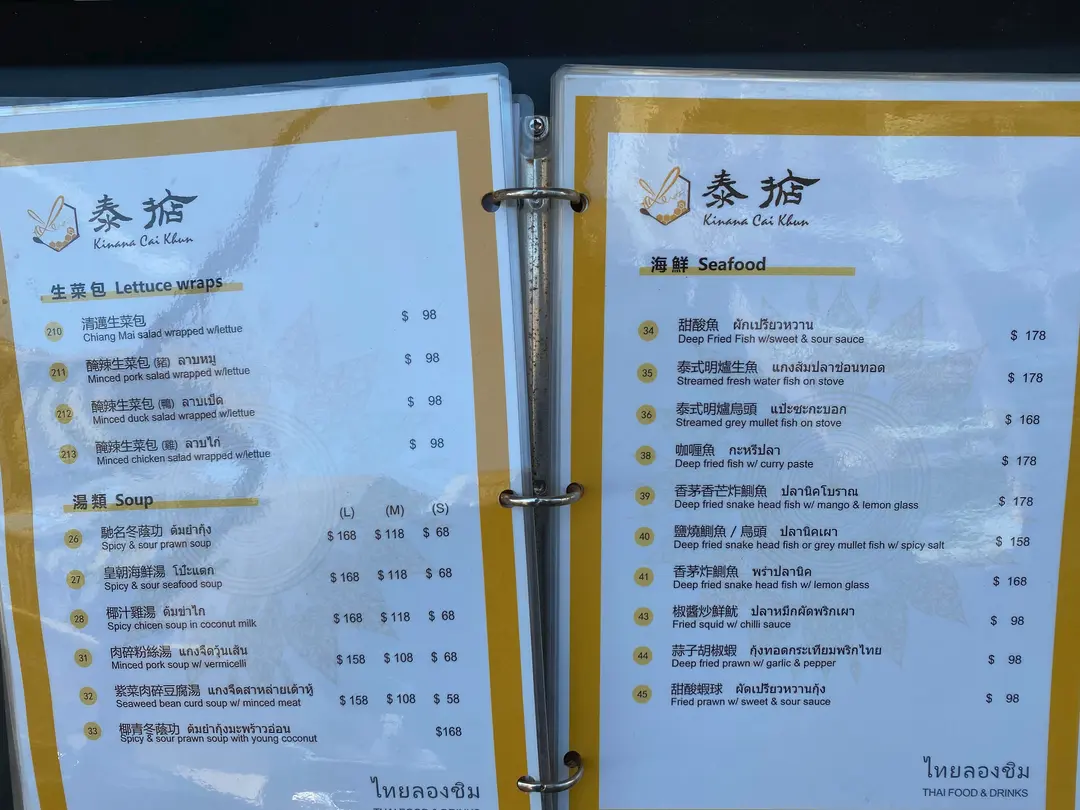 泰掂
Kinana Cai Khun
生菜包 Lettuce wraps
210 清邁生菜包 $ 98
Chiang Mai salad wrapped w/lettue
211 醃辣生菜包 (豬) ลาบหมู $ 98
Minced pork salad wrapped w/lettue
212 醃辣生菜包 (鴨) ลาบเป็ด $ 98
Minced duck salad wrapped w/lettue
213 醃辣生菜包 (雞) ลาบไก่ $ 98
Minced chicken salad wrapped w/lettue
湯類 Soup
(L) (M) (S)
26 馳名冬蔭功 ต้มยำกุ้ง $ 168 $ 118 $ 68
Spicy & sour prawn soup
27 皇朝海鮮湯 โป๊ะแตก $ 168 $ 118 $ 68
Spicy & sour seafood soup
28 椰汁雞湯 ต้มข่าไก่ $ 168 $ 118 $ 68
Spicy chicen soup in coconut milk
31 肉碎粉絲湯 แกงจืดวุ้นเส้น $ 158 $ 108 $ 68
Minced pork soup w/ vermicelli
32 紫菜肉碎豆腐湯 แกงจืดสาหล่ายเต้าหู้ $ 158 $ 108 $ 58
Seaweed bean curd soup w/ minced meat
33 椰青冬蔭功 ต้มยำกุ้งมะพร้าวอ่อน $168
Spicy & sour prawn soup with young coconut
ไทยลองชิม
THAI FOOD & DRINKS
泰掂
Kinana Cai Khun
海鮮 Seafood
34 甜酸魚 ผักเปรียวหวาน $ 178
Deep Fried Fish w/sweet & sour sauce
35 泰式明爐生魚 แกงส้มปลาช่อนทอด $ 178
Streamed fresh water fish on stove
36 泰式明爐烏頭 แป๊ะซะกะบอก $ 168
Streamed grey mullet fish on stove
38 咖喱魚 กะหรีปลา $ 178
Deep fried fish w/ curry paste
39 香茅香芒炸鰂魚 ปลานิคโบราณ $ 178
Deep fried snake head fish w/ mango & lemon glass
40 鹽燒鰂魚 / 烏頭 ปลานิคเผา $ 158
Deep fried snake head fish or grey mullet fish w/ spicy salt
41 香茅炸鰂魚 พร่าปลานิค $ 168
Deep fried snake head fish w/ lemon glass
43 椒醬炒鮮魷 ปลาหมึกผัดพริกเผา $ 98
Fried squid w/ chilli sauce
44 蒜子胡椒蝦 กุ้งทอดกระเทียมพริกไทย $ 98
Deep fried prawn w/ garlic & pepper
45 甜酸蝦球 ผัดเปรียวหวานกุ้ง $ 98
Fried prawn w/ sweet & sour sauce
ไทยลองชิม
THAI FOOD & DRINKS